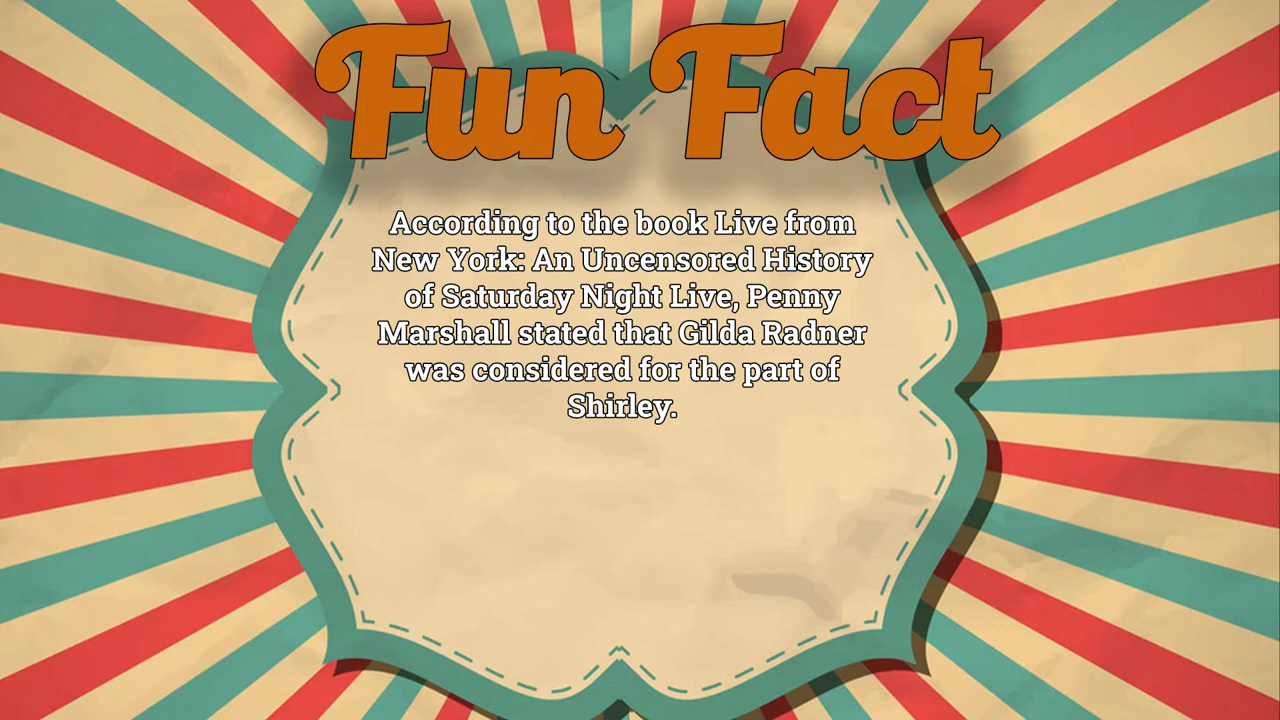 Fun Fact
According to the book Live from
New York: An Uncensored History
of Saturday Night Live, Penny
Marshall stated that Gilda Radner
was considered for the part of
Shirley.